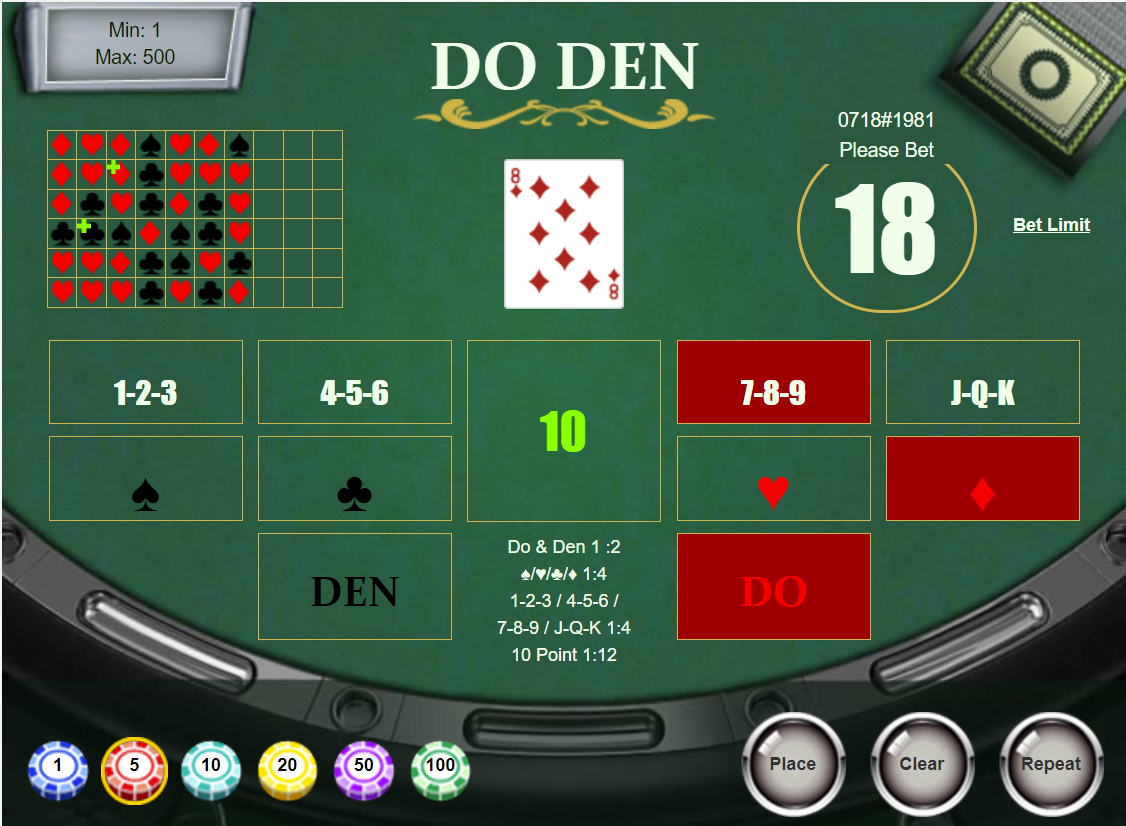 Min: 1
Max: 500
DO DEN
0718#1981
Please Bet
18
Bet Limit
8
8
1-2-3
4-5-6
10
7-8-9
J-Q-K
♠
♣
♥
♦
DEN
DO
Do & Den 1 :2
♠/♥/♣/♦ 1:4
1-2-3 / 4-5-6 /
7-8-9 / J-Q-K 1:4
10 Point 1:12
1
5
10
20
50
100
Place
Clear
Repeat